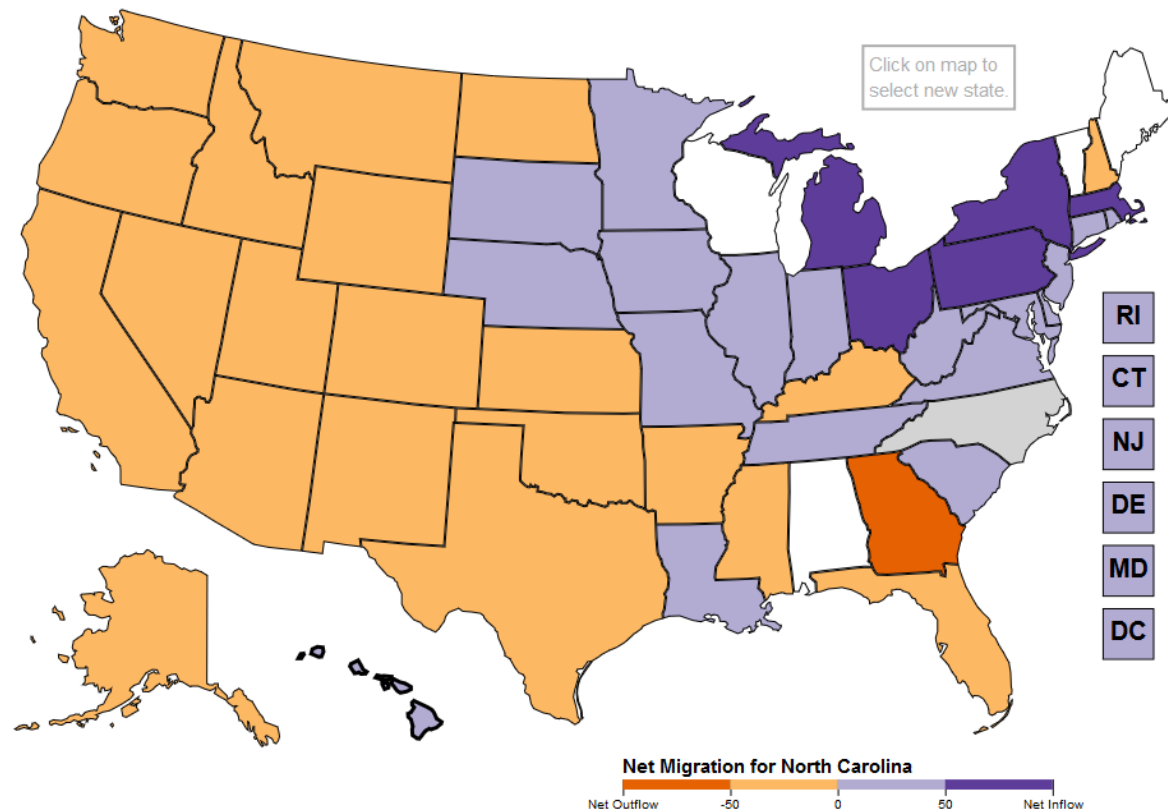 Click on map to
select new state.
RI
CT
NJ
DE
MD
DC
Net Migration for North Carolina
Net Outflow -50 0 50 Net Inflow